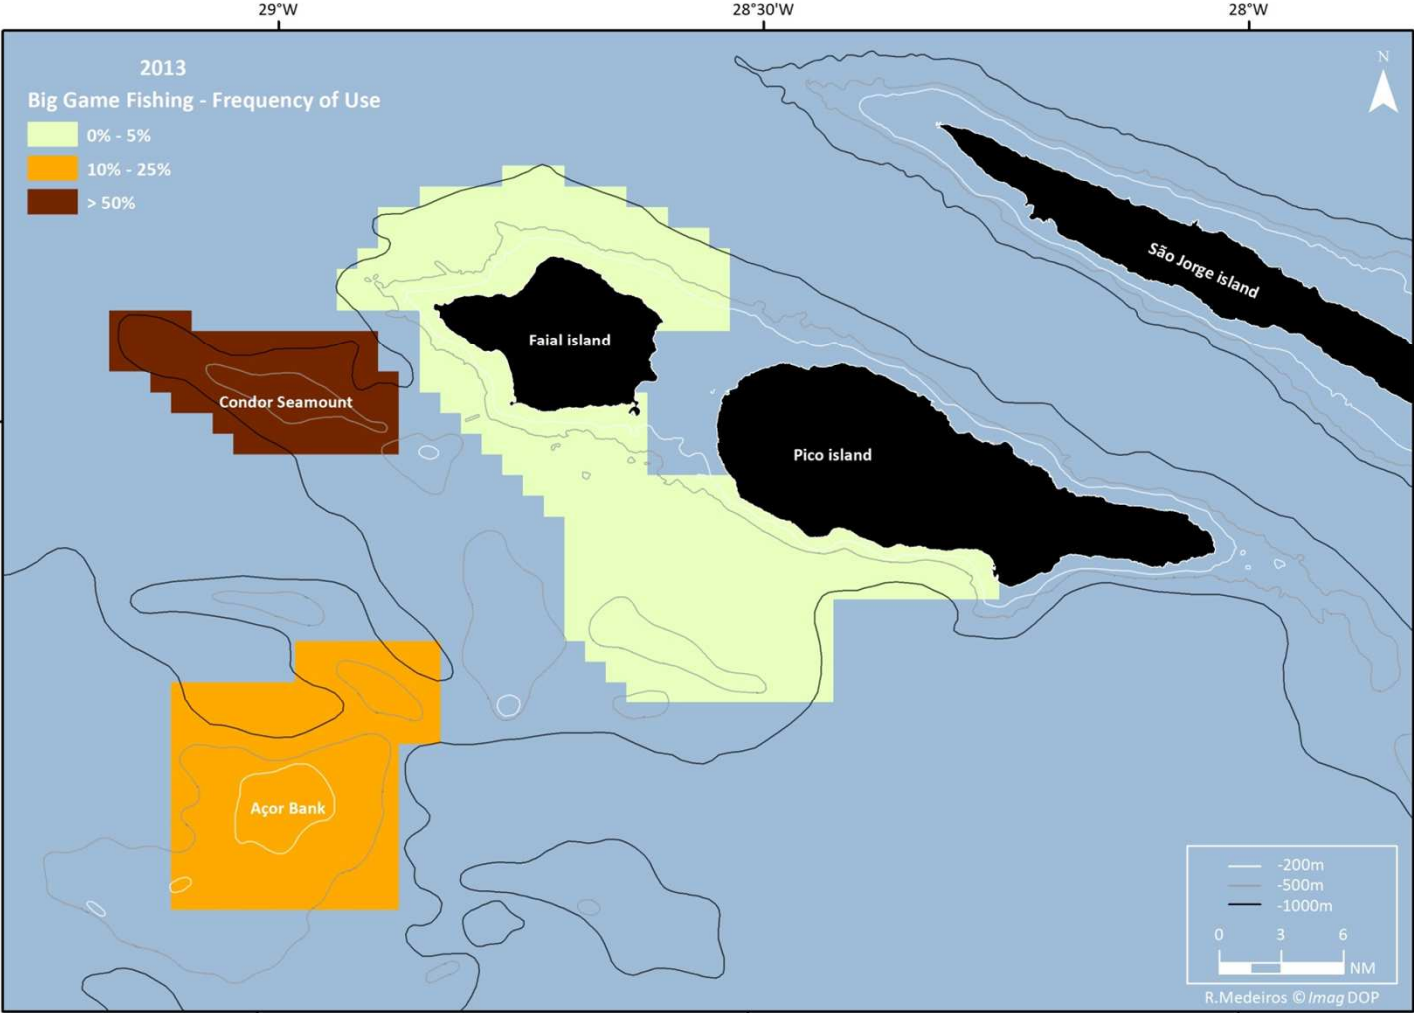 29°W
28°30'W
28°W
2013
Big Game Fishing - Frequency of Use
0% - 5%
10% - 25%
> 50%
N
São Jorge island
Faial island
Condor Seamount
Pico island
Açor Bank
-200m
-500m
-1000m
0 3 6
NM
R.Medeiros © Imag DOP